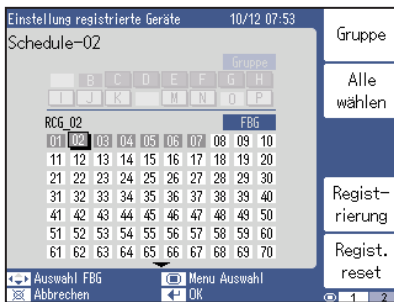 Einstellung registrierte Geräte 10/12 07:53
Schedule-02
Gruppe
B C D E F G H
I J K M N O P
RCG_02 FBG
01 02 03 04 05 06 07 08 09 10
11 12 13 14 15 16 17 18 19 20
21 22 23 24 25 26 27 28 29 30
31 32 33 34 35 36 37 38 39 40
41 42 43 44 45 46 47 48 49 50
51 52 53 54 55 56 57 58 59 60
61 62 63 64 65 66 67 68 69 70
Auswahl FBG Menu Auswahl
Abbrechen OK
Gruppe
Alle
wählen
Regist-
rierung
Regist.
reset
1 2